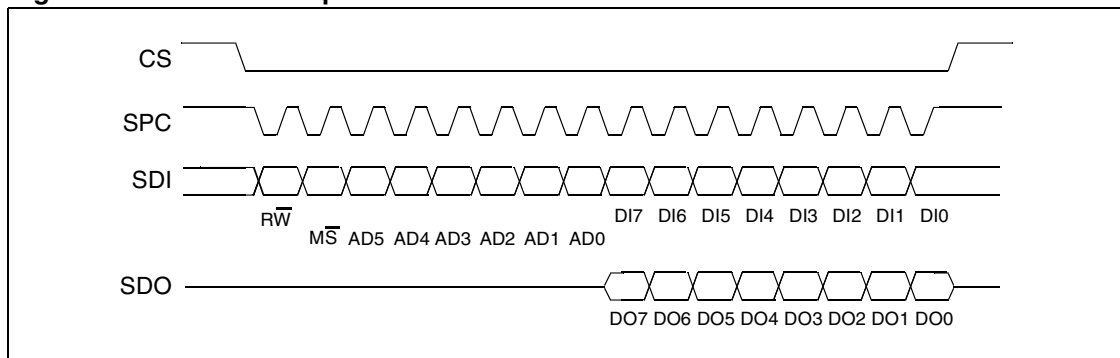 CS
SPC
SDI
RW̅ DI7 DI6 DI5 DI4 DI3 DI2 DI1 DI0
MS̅ AD5 AD4 AD3 AD2 AD1 AD0
SDO
DO7 DO6 DO5 DO4 DO3 DO2 DO1 DO0